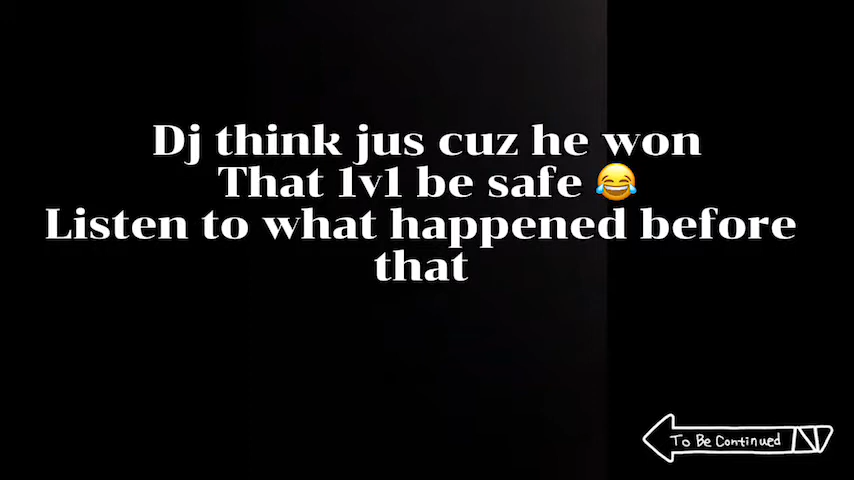 Dj think jus cuz he won
That 1v1 be safe 😂
Listen to what happened before
that
To Be Continued